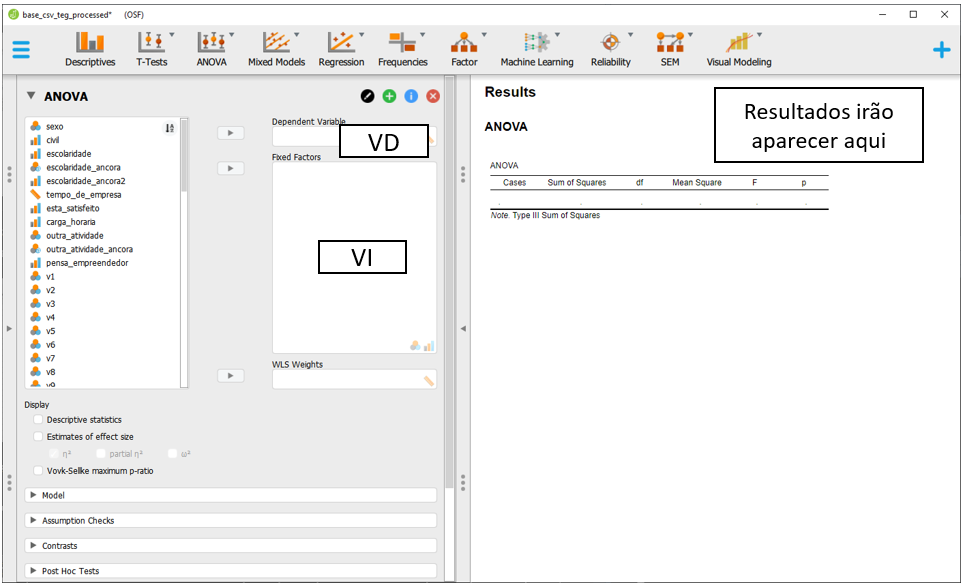 base_csv_teg_processed* (OSF)
Descriptives T-Tests ANOVA Mixed Models Regression Frequencies Factor Machine Learning Reliability SEM Visual Modeling
ANOVA
sexo
civil
escolaridade
escolaridade_ancora
escolaridade_ancora2
tempo_de_empresa
esta_satisfeito
carga_horaria
outra_atividade
outra_atividade_ancora
pensa_empreendedor
v1
v2
v3
v4
v5
v6
v7
v8
v9
Dependent Variable
VD
Fixed Factors
VI
WLS Weights
Display
Descriptive statistics
Estimates of effect size
η² partial η² ω²
Vovk-Sellke maximum p-ratio
Model
Assumption Checks
Contrasts
Post Hoc Tests
Results
Resultados irão
aparecer aqui
ANOVA
ANOVA
Cases Sum of Squares df Mean Square F p
. . . . . .
Note. Type III Sum of Squares